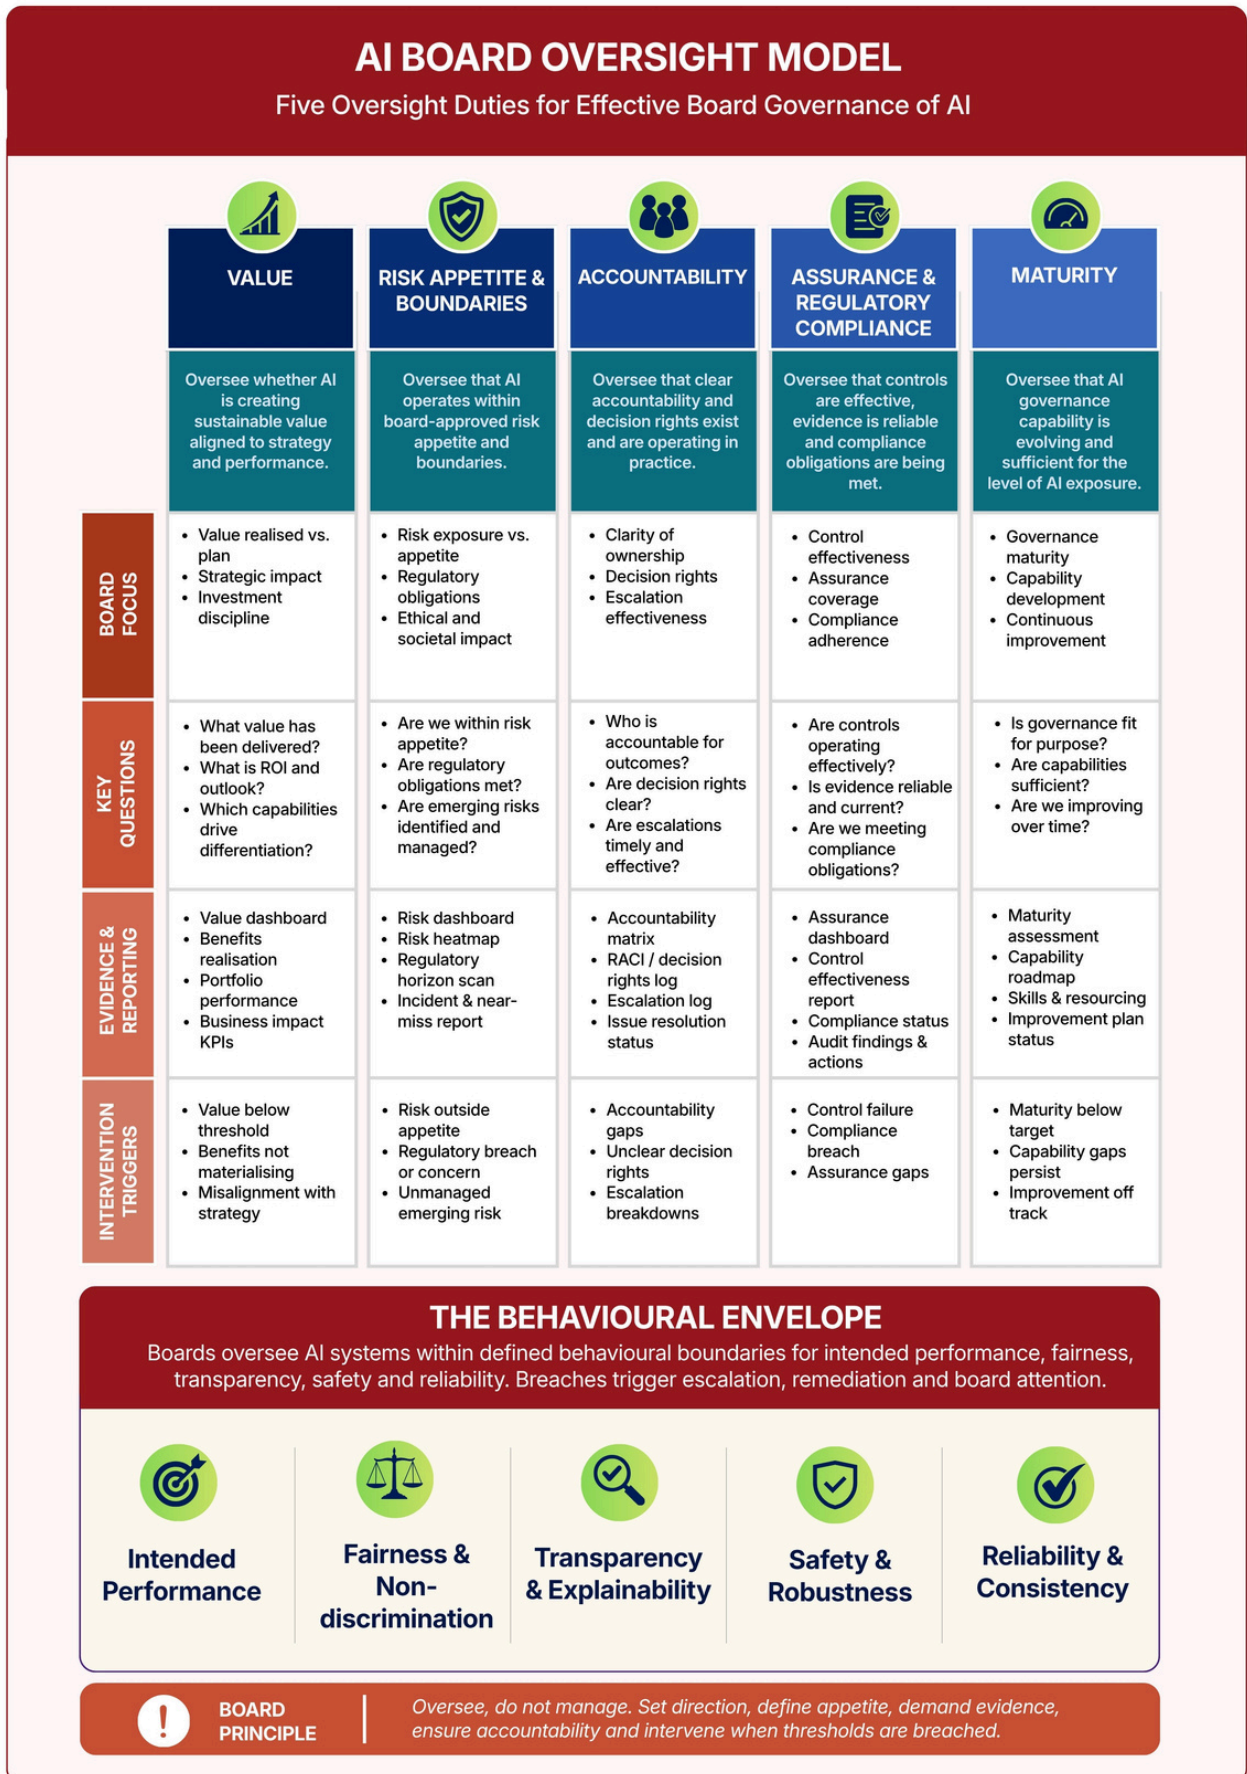 AI BOARD OVERSIGHT MODEL
Five Oversight Duties for Effective Board Governance of AI
VALUE
RISK APPETITE &
BOUNDARIES
ACCOUNTABILITY
ASSURANCE &
REGULATORY
COMPLIANCE
MATURITY
Oversee whether AI
is creating
sustainable value
aligned to strategy
and performance.
Oversee that AI
operates within
board-approved risk
appetite and
boundaries.
Oversee that clear
accountability and
decision rights exist
and are operating in
practice.
Oversee that controls
are effective,
evidence is reliable
and compliance
obligations are being
met.
Oversee that AI
governance
capability is
evolving and
sufficient for the
level of AI exposure.
BOARD
FOCUS
• Value realised vs.
plan
• Strategic impact
• Investment
discipline
• Risk exposure vs.
appetite
• Regulatory
obligations
• Ethical and
societal impact
• Clarity of
ownership
• Decision rights
• Escalation
effectiveness
• Control
effectiveness
• Assurance
coverage
• Compliance
adherence
• Governance
maturity
• Capability
development
• Continuous
improvement
KEY
QUESTIONS
• What value has
been delivered?
• What is ROI and
outlook?
• Which capabilities
drive
differentiation?
• Are we within risk
appetite?
• Are regulatory
obligations met?
• Are emerging risks
identified and
managed?
• Who is
accountable for
outcomes?
• Are decision rights
clear?
• Are escalations
timely and
effective?
• Are controls
operating
effectively?
• Is evidence reliable
and current?
• Are we meeting
compliance
obligations?
• Is governance fit
for purpose?
• Are capabilities
sufficient?
• Are we improving
over time?
EVIDENCE &
REPORTING
• Value dashboard
• Benefits
realisation
• Portfolio
performance
• Business impact
KPIs
• Risk dashboard
• Risk heatmap
• Regulatory
horizon scan
• Incident & near-
miss report
• Accountability
matrix
• RACI / decision
rights log
• Escalation log
• Issue resolution
status
• Assurance
dashboard
• Control
effectiveness
report
• Compliance status
• Audit findings &
actions
• Maturity
assessment
• Capability
roadmap
• Skills & resourcing
• Improvement plan
status
INTERVENTION
TRIGGERS
• Value below
threshold
• Benefits not
materialising
• Misalignment with
strategy
• Risk outside
appetite
• Regulatory breach
or concern
• Unmanaged
emerging risk
• Accountability
gaps
• Unclear decision
rights
• Escalation
breakdowns
• Control failure
• Compliance
breach
• Assurance gaps
• Maturity below
target
• Capability gaps
persist
• Improvement off
track
THE BEHAVIOURAL ENVELOPE
Boards oversee AI systems within defined behavioural boundaries for intended performance, fairness,
transparency, safety and reliability. Breaches trigger escalation, remediation and board attention.
Intended
Performance
Fairness &
Non-
discrimination
Transparency
& Explainability
Safety &
Robustness
Reliability &
Consistency
!
BOARD
PRINCIPLE
Oversee, do not manage. Set direction, define appetite, demand evidence,
ensure accountability and intervene when thresholds are breached.